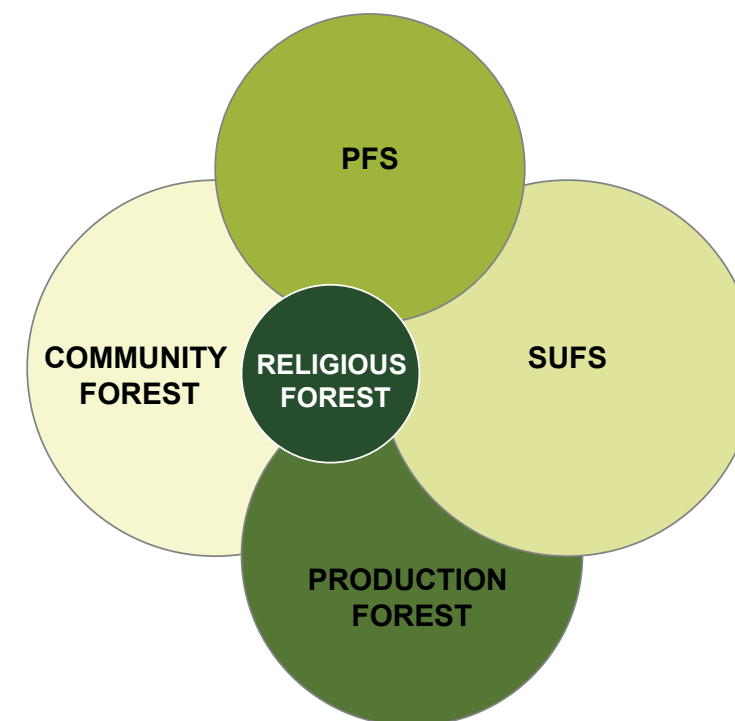 PFS
COMMUNITY
FOREST
RELIGIOUS
FOREST
SUFS
PRODUCTION
FOREST